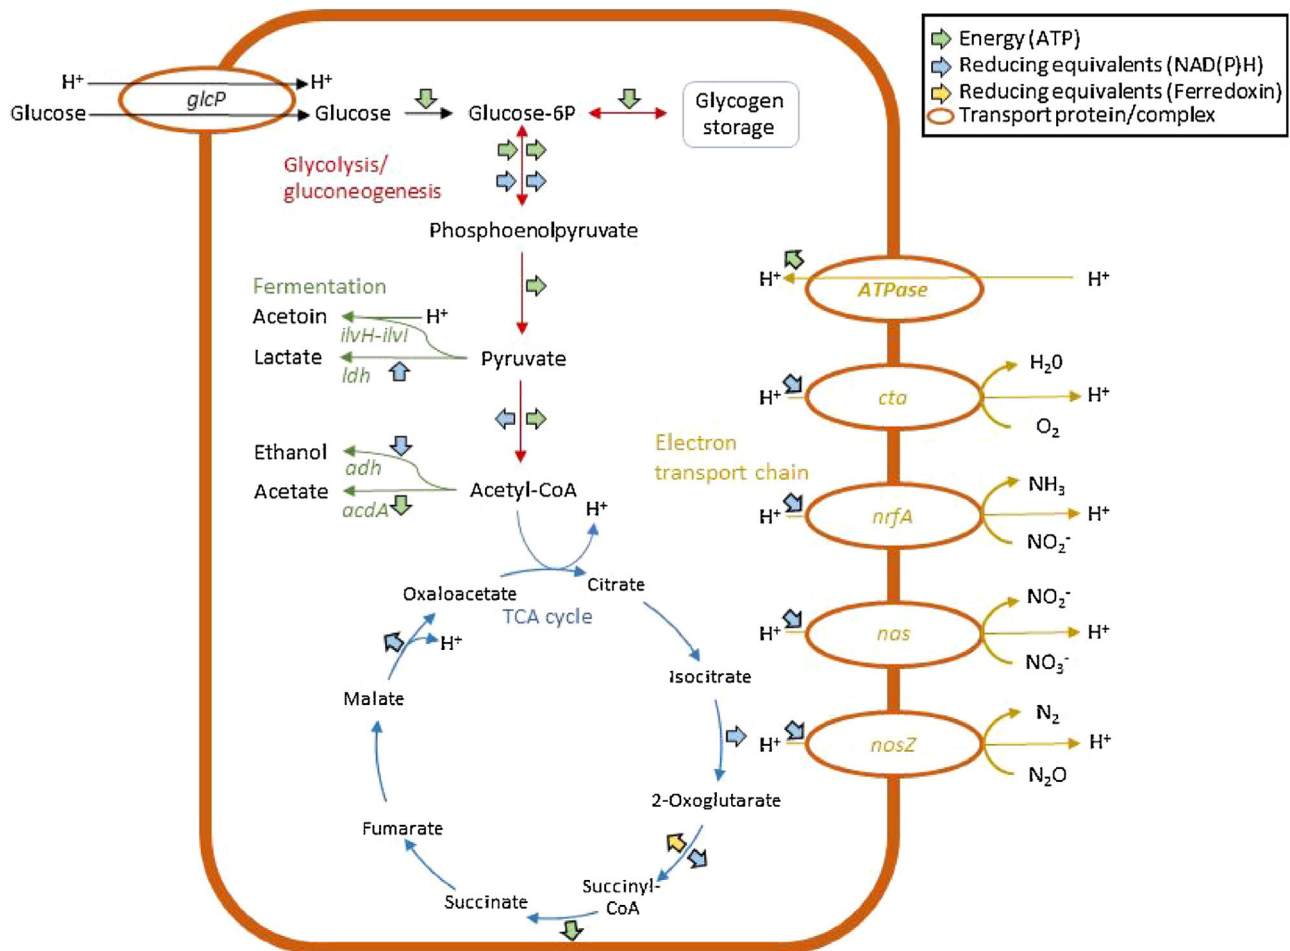 Energy (ATP)
Reducing equivalents (NAD(P)H)
Reducing equivalents (Ferredoxin)
Transport protein/complex
H⁺
H⁺
glcP
Glucose
Glucose
Glucose-6P
Glycogen
storage
Glycolysis/
gluconeogenesis
Phosphoenolpyruvate
Fermentation
Acetoin
H⁺
ilvH-ilvI
Lactate
ldh
Pyruvate
Ethanol
adh
Acetate
acdA
Acetyl-CoA
H⁺
Oxaloacetate
Citrate
TCA cycle
H⁺
Isocitrate
Malate
2-Oxoglutarate
Fumarate
Succinyl-
CoA
Succinate
Electron
transport chain
H⁺
ATPase
H⁺
H₂0
H⁺
cta
H⁺
O₂
NH₃
H⁺
nrfA
H⁺
NO₂⁻
NO₂⁻
H⁺
nas
H⁺
NO₃⁻
N₂
H⁺
nosZ
H⁺
N₂O